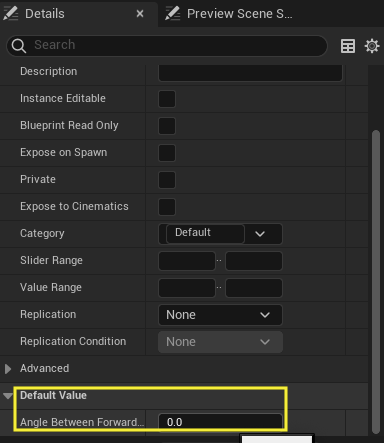 Details
Preview Scene S...
Search
Description
Instance Editable
Blueprint Read Only
Expose on Spawn
Private
Expose to Cinematics
Category Default
Slider Range ..
Value Range ..
Replication None
Replication Condition None
Advanced
Default Value
Angle Between Forward... 0.0